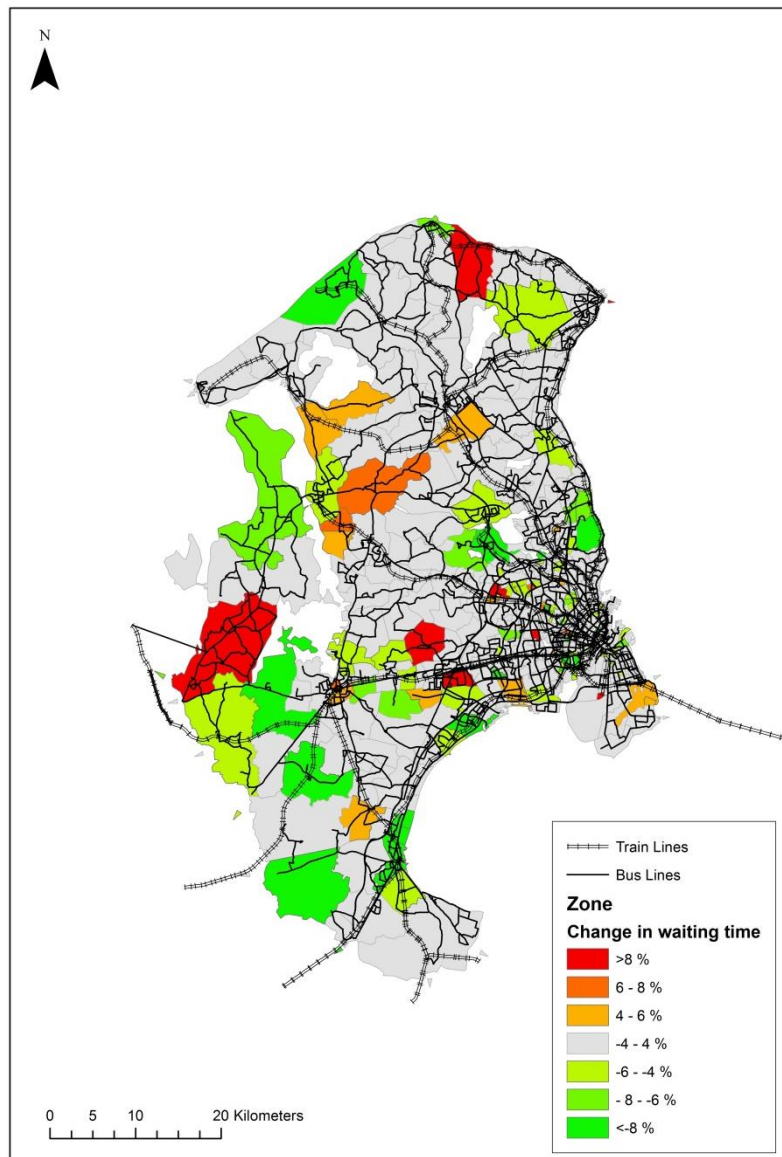 N
Train Lines
Bus Lines
Zone
Change in waiting time
>8 %
6 - 8 %
4 - 6 %
-4 - 4 %
-6 - -4 %
- 8 - -6 %
<-8 %
0 5 10 20 Kilometers